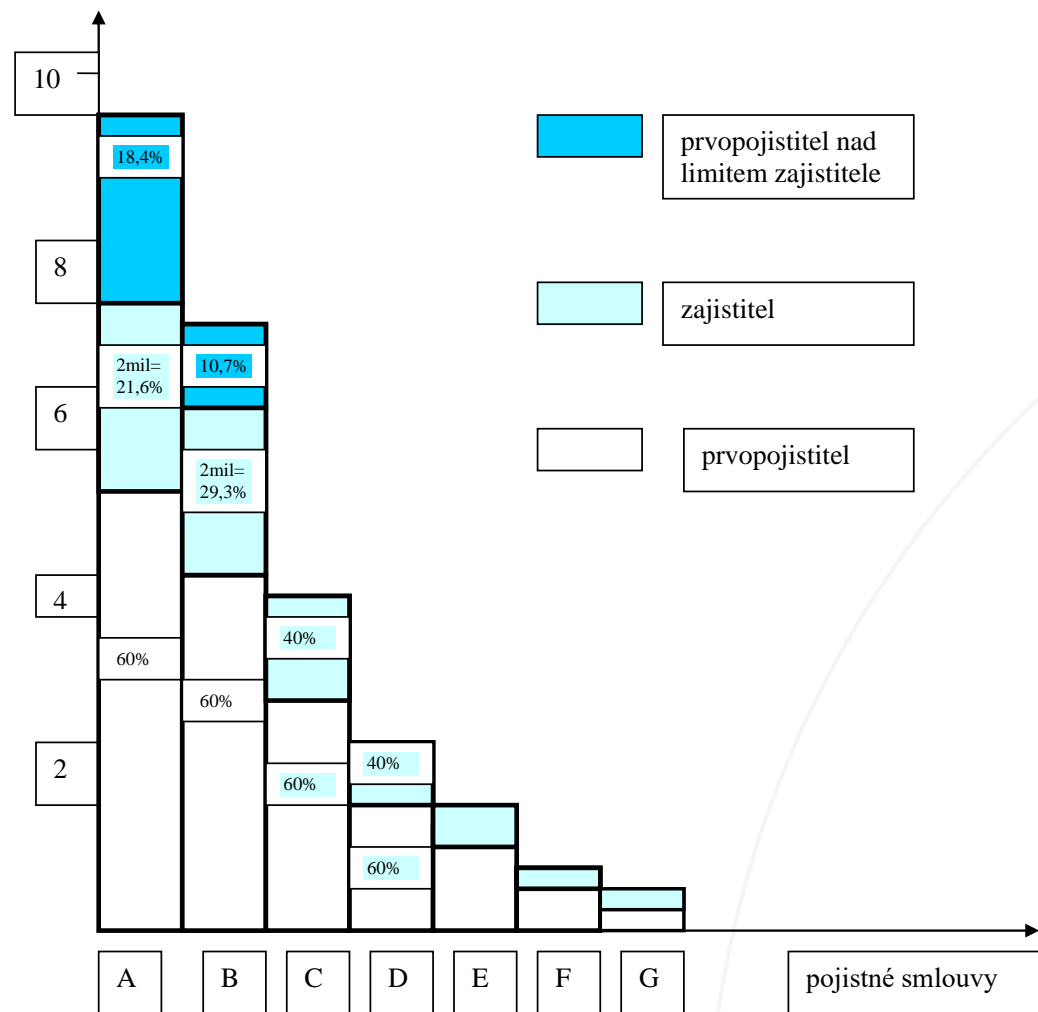 10
18,4%
prvopojistitel nad
limitem zajistitele
8
zajistitel
2mil=
21,6%
10,7%
6
prvopojistitel
2mil=
29,3%
4
40%
60%
60%
2
40%
60%
60%
A
B
C
D
E
F
G
pojistné smlouvy